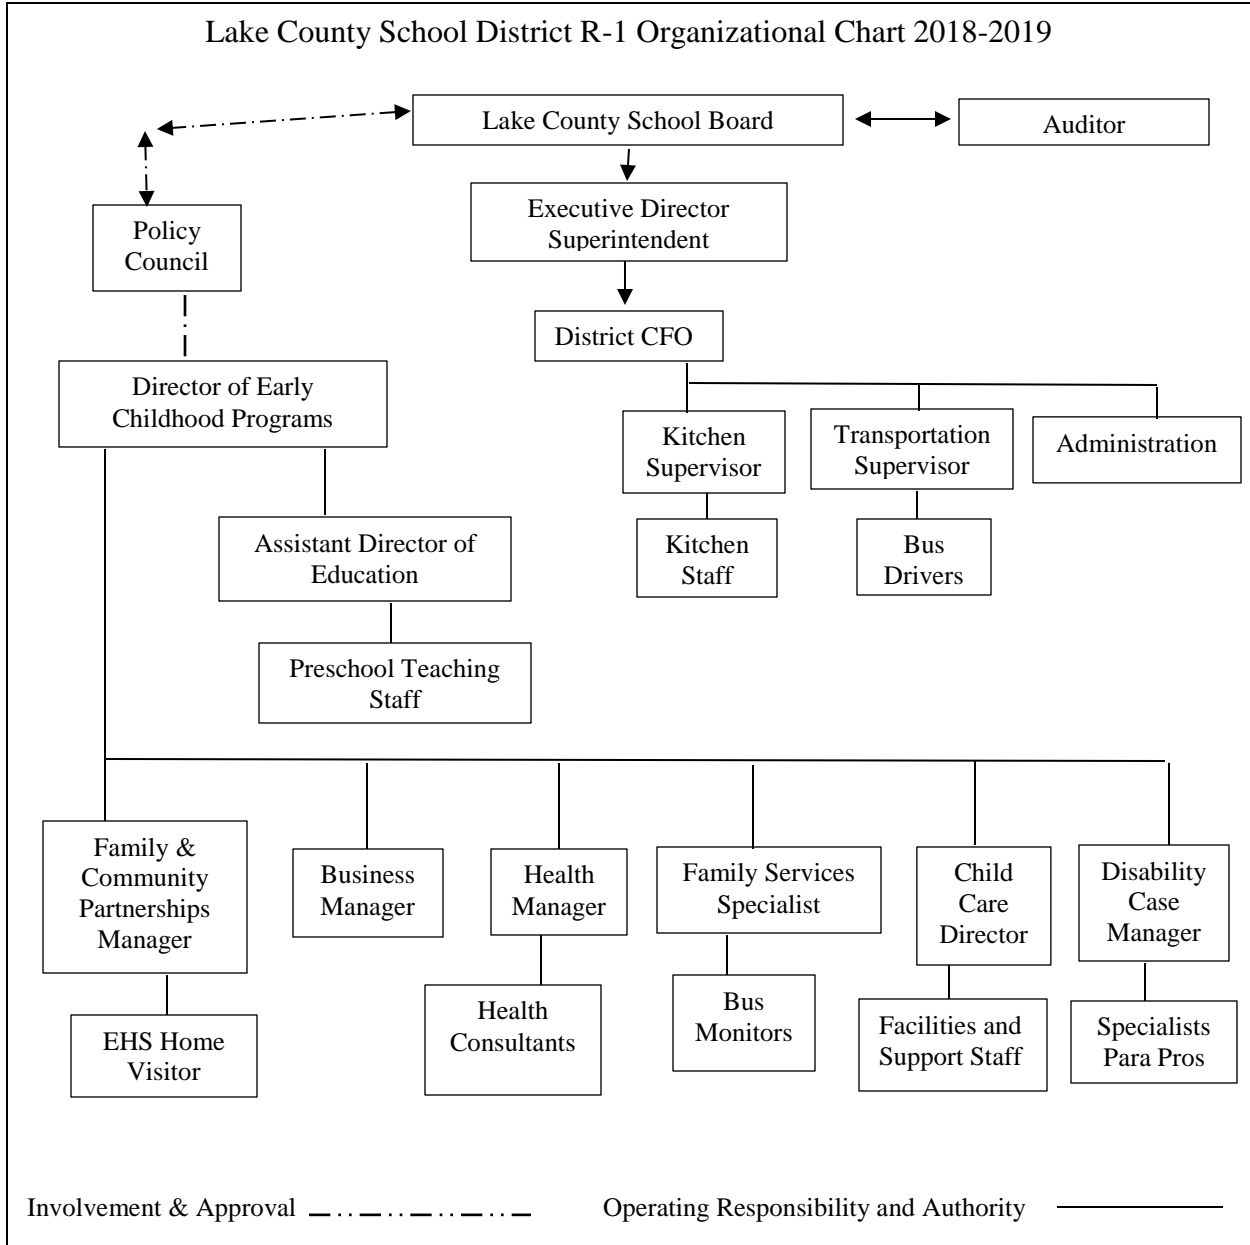 Lake County School District R-1 Organizational Chart 2018-2019
Lake County School Board
Auditor
Executive Director
Superintendent
Policy
Council
District CFO
Director of Early
Childhood Programs
Kitchen
Supervisor
Transportation
Supervisor
Administration
Assistant Director of
Education
Kitchen
Staff
Bus
Drivers
Preschool Teaching
Staff
Family &
Community
Partnerships
Manager
Business
Manager
Health
Manager
Family Services
Specialist
Child
Care
Director
Disability
Case
Manager
EHS Home
Visitor
Health
Consultants
Bus
Monitors
Facilities and
Support Staff
Specialists
Para Pros
Involvement & Approval
Operating Responsibility and Authority